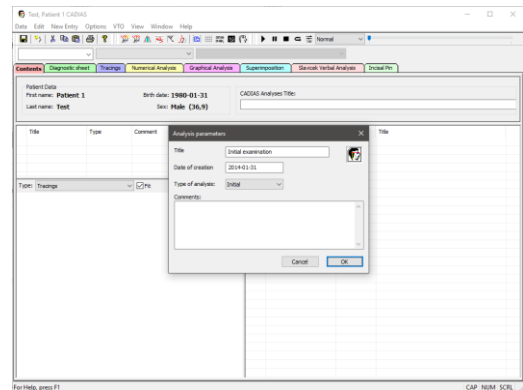 Test, Patient 1 CADIAS
Data Edit New Entry Options VTO View Window Help
Normal
Contents Diagnostic sheet Tracings Numerical Analysis Graphical Analysis Superimposition Slavicek Verbal Analysis Incisal Pin
Patient Data
First name: Patient 1 Birth date: 1980-01-31
Last name: Test Sex: Male (36,9)
CADIAS Analyses Title:
Title Type Comment Title
Type: Tracings Fit
Analysis parameters
Title Initial examination
Date of creation 2014-01-31
Type of analysis: Initial
Comments:
Cancel OK
For Help, press F1 CAP NUM SCRL